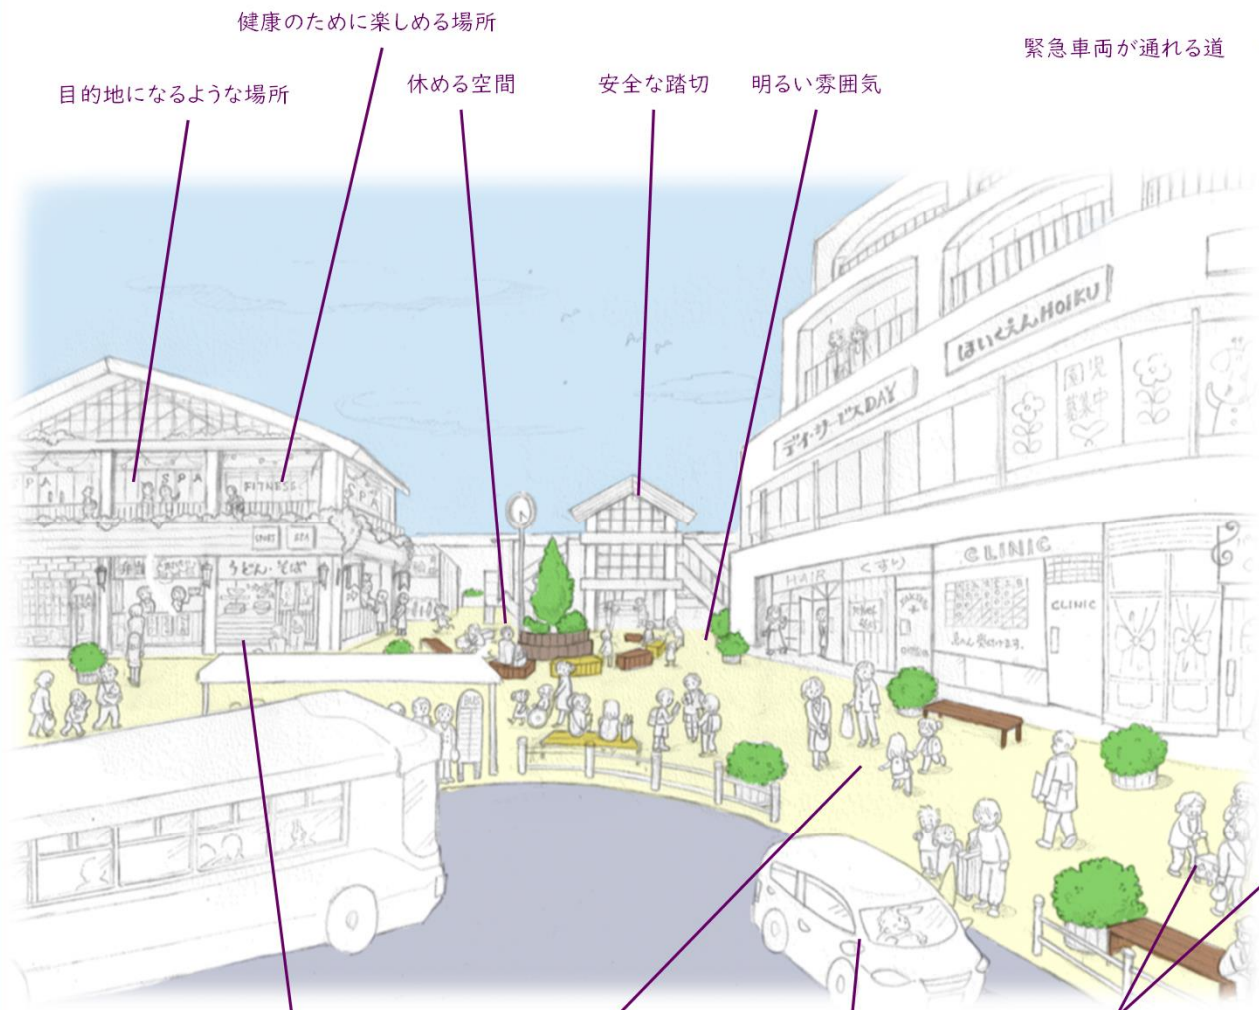 健康のために楽しめる場所
緊急車両が通れる道
休める空間
安全な踏切
明るい雰囲気
目的地になるような場所
ほいくえんHOIKU
園児
募集中
デイ・サービスDAY
SPA
FITNESS
SPA
うどん・そば
HAIR
くすり
CLINIC
CLINIC